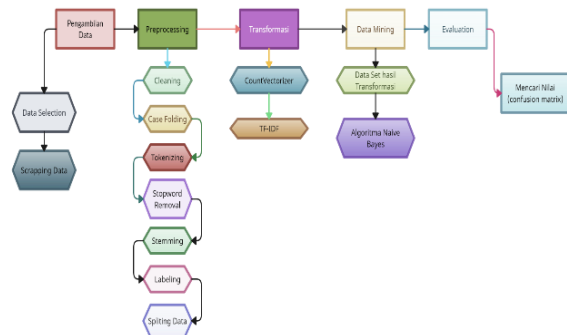 Pengambilan
Data
Preprocessing
Transformasi
Data Mining
Evaluation
Cleaning
CountVectorizer
Data Set hasil
Transformasi
Mencari Nilai
(confusion matrix)
Data Selection
Case Folding
TF-IDF
Algoritma Naive
Bayes
Scrapping Data
Tokenizing
Stopword
Removal
Stemming
Labeling
Spliting Data